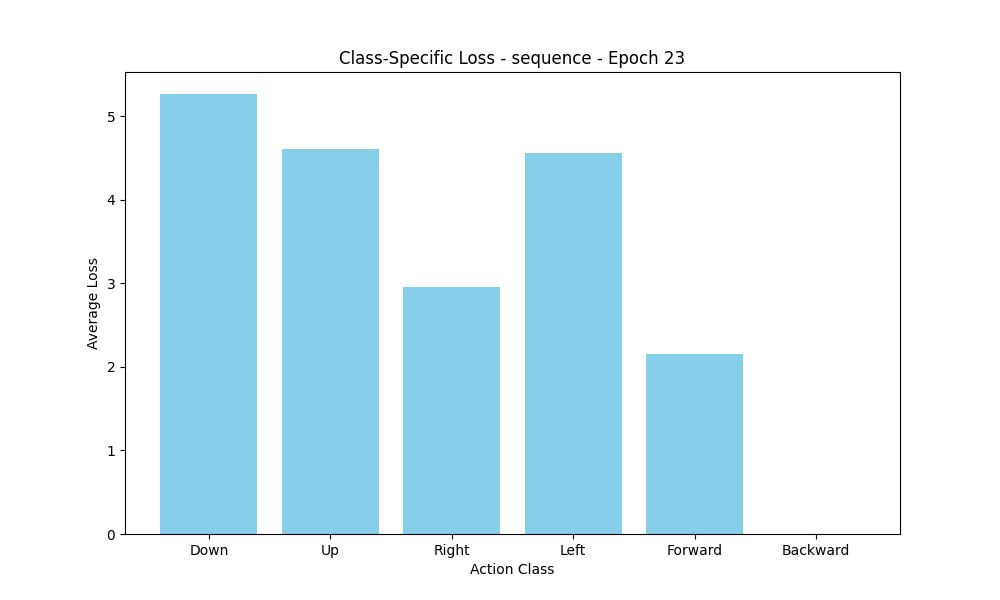 Class-Specific Loss - sequence - Epoch 23
Average Loss
5
4
3
2
1
0
Down Up Right Left Forward Backward
Action Class